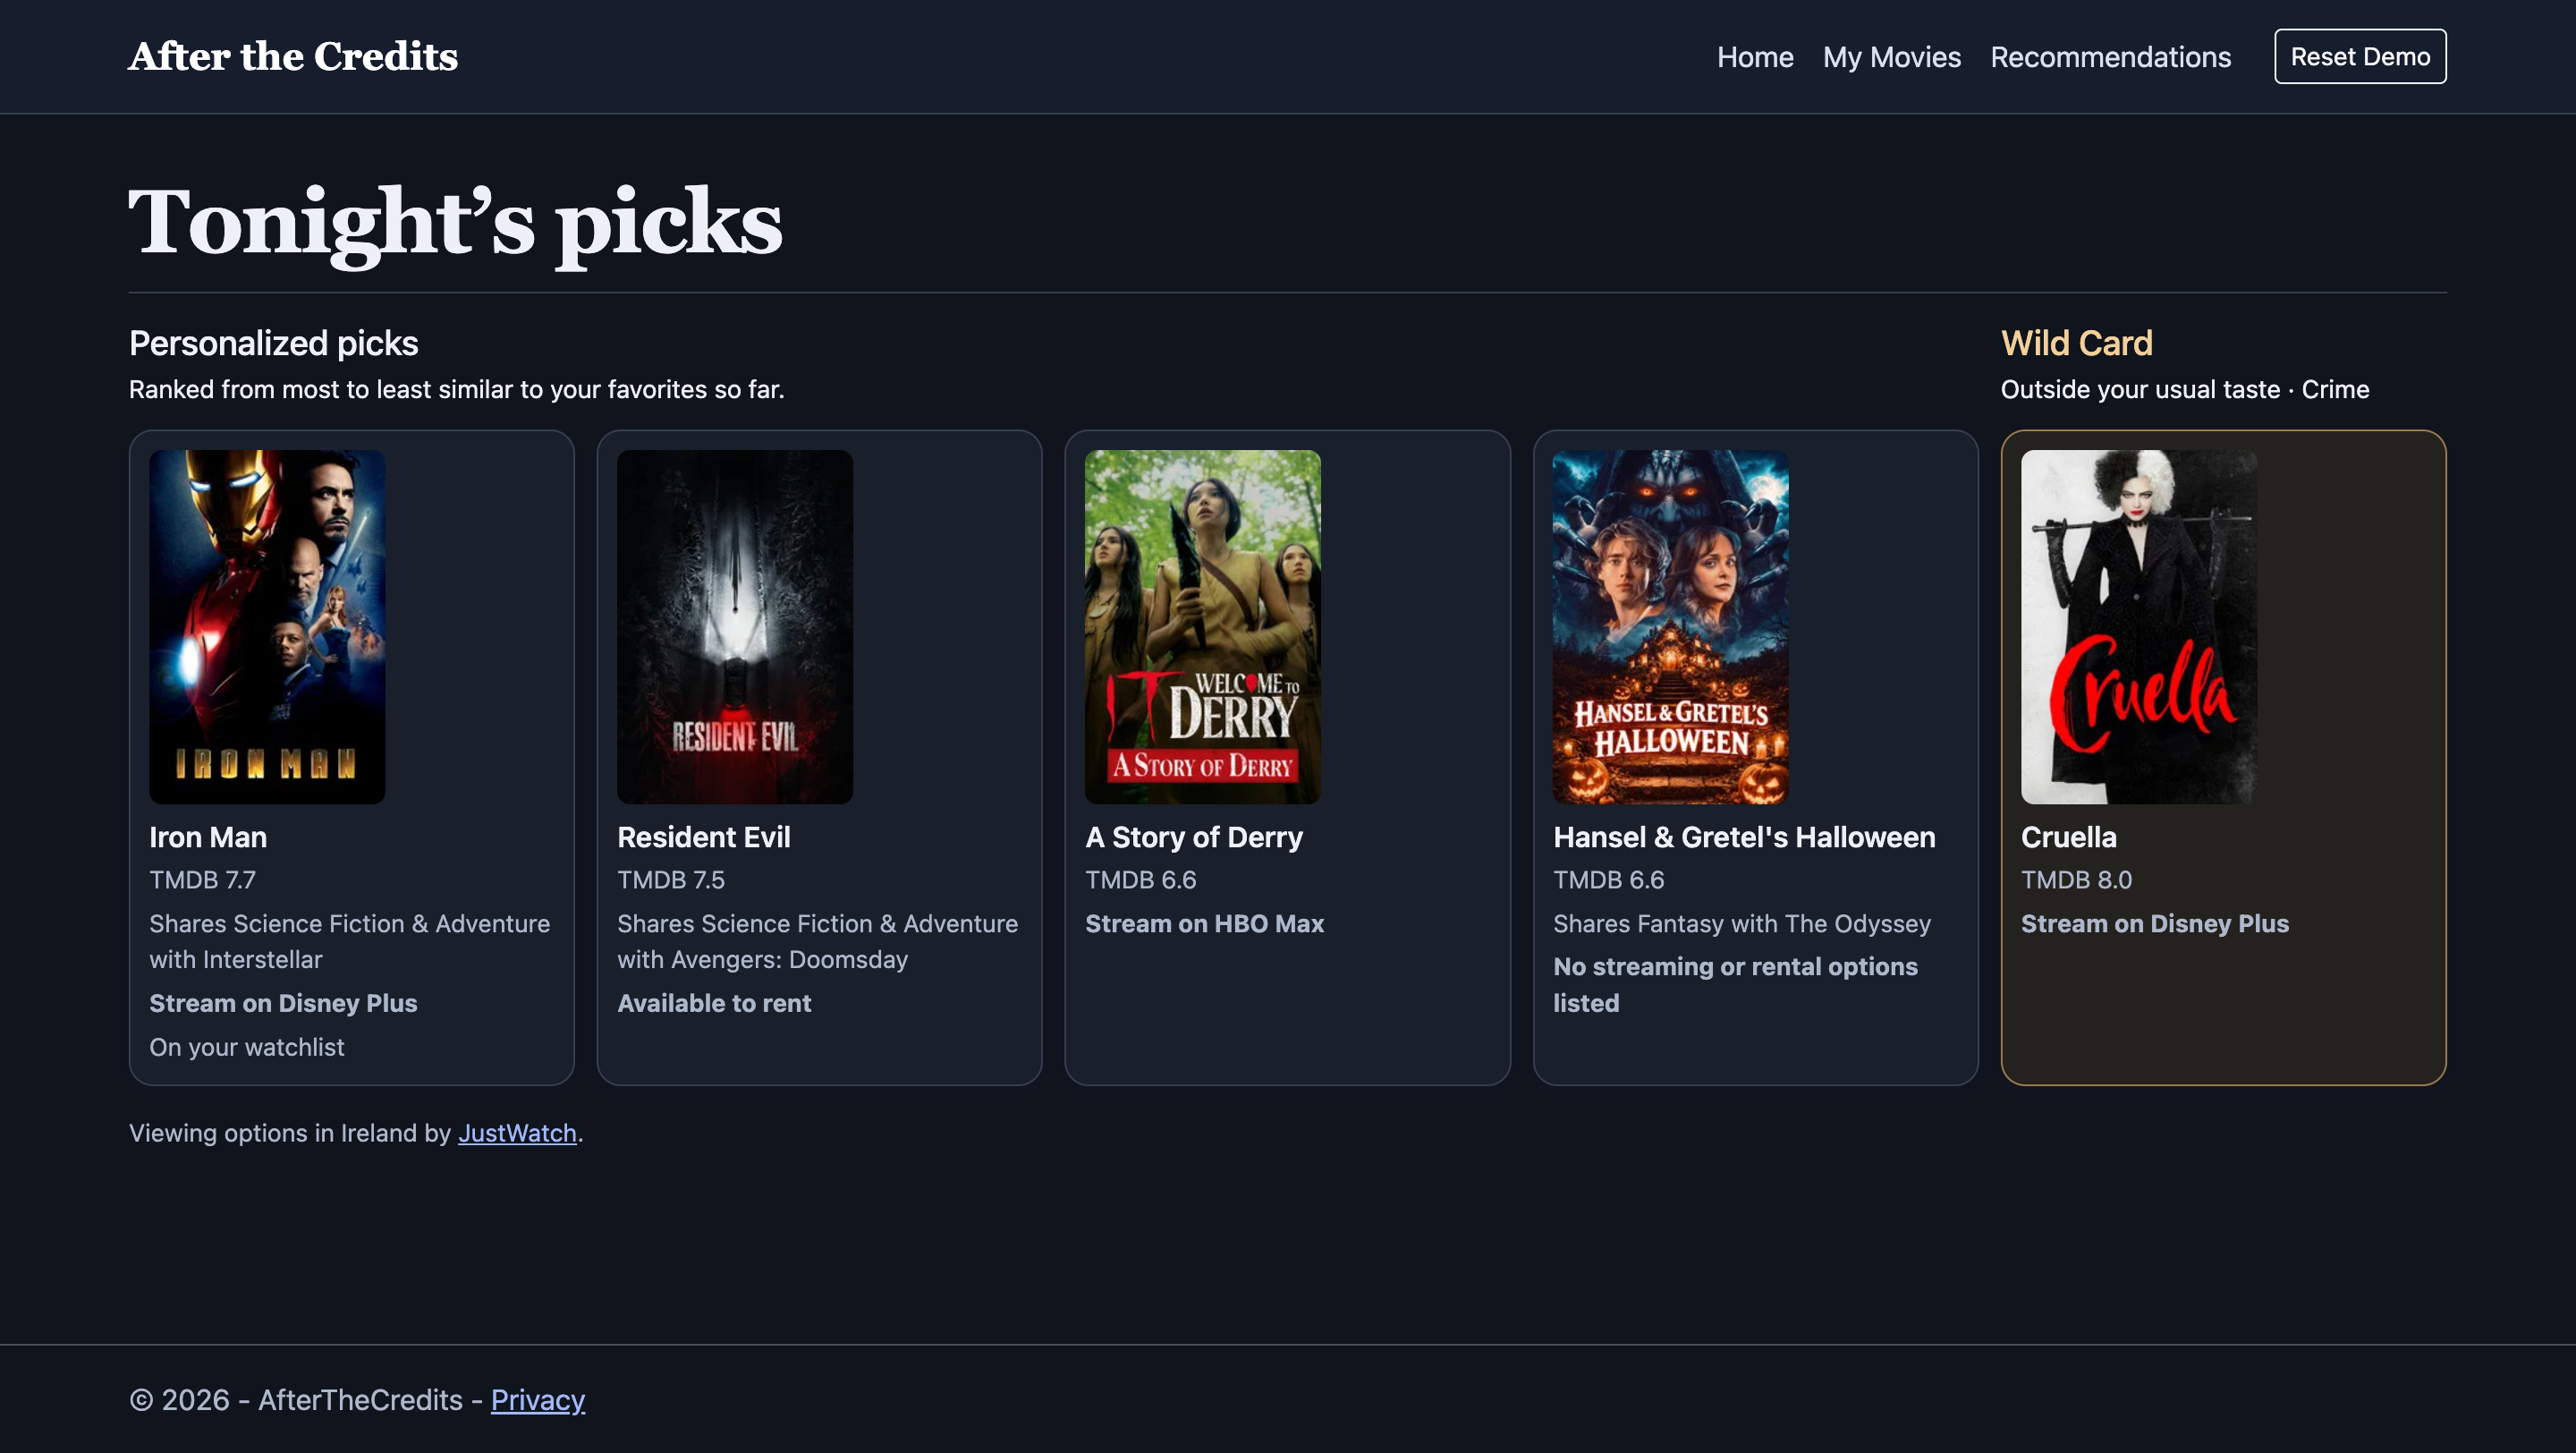 After the Credits
Home My Movies Recommendations Reset Demo
Tonight’s picks
Personalized picks
Ranked from most to least similar to your favorites so far.
Wild Card
Outside your usual taste · Crime
IRON MAN
Iron Man
TMDB 7.7
Shares Science Fiction & Adventure
with Interstellar
Stream on Disney Plus
On your watchlist
RESIDENT EVIL
Resident Evil
TMDB 7.5
Shares Science Fiction & Adventure
with Avengers: Doomsday
Available to rent
IT WELCOME TO
DERRY
A STORY OF DERRY
A Story of Derry
TMDB 6.6
Stream on HBO Max
HANSEL & GRETEL'S
HALLOWEEN
Hansel & Gretel's Halloween
TMDB 6.6
Shares Fantasy with The Odyssey
No streaming or rental options
listed
Cruella
Cruella
TMDB 8.0
Stream on Disney Plus
Viewing options in Ireland by JustWatch.
© 2026 - AfterTheCredits - Privacy